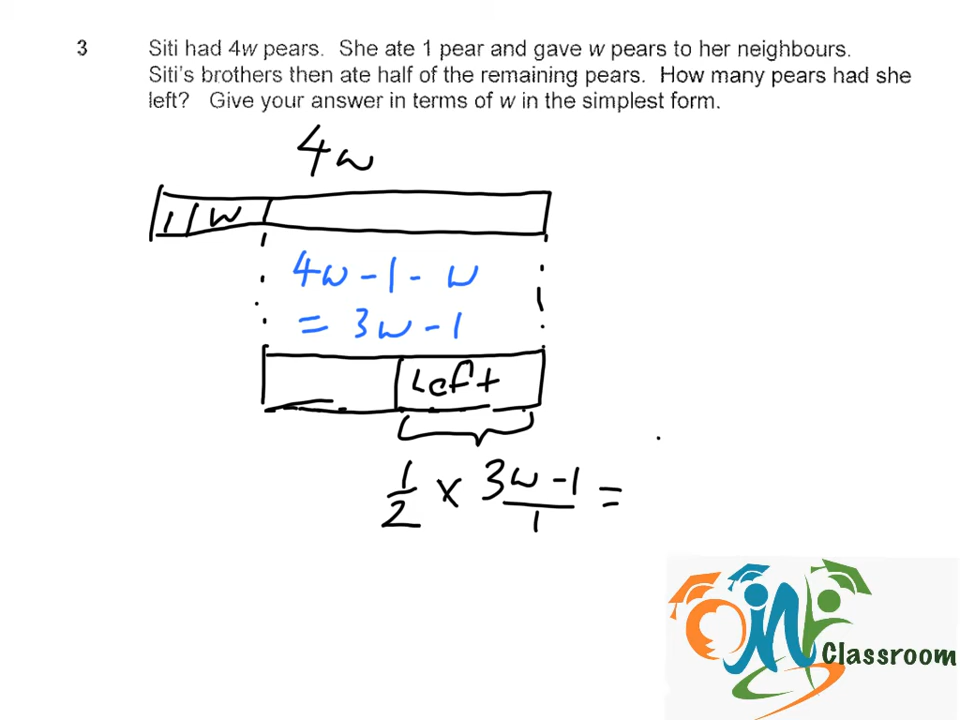 3 Siti had 4w pears. She ate 1 pear and gave w pears to her neighbours.
Siti's brothers then ate half of the remaining pears. How many pears had she
left? Give your answer in terms of w in the simplest form.
4w
1 w
4w - 1 - w
= 3w - 1
Left
1/2 × (3w - 1)/1 =
Classroom